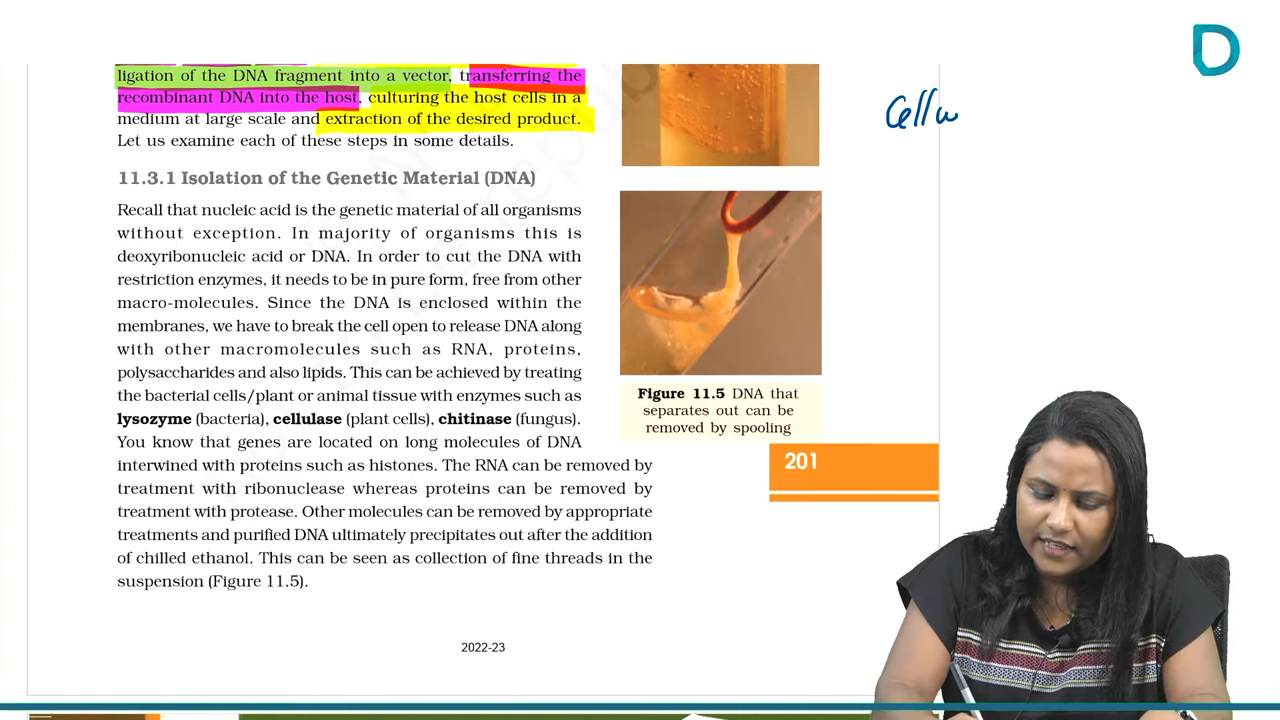 ligation of the DNA fragment into a vector, transferring the
recombinant DNA into the host, culturing the host cells in a
medium at large scale and extraction of the desired product.
Let us examine each of these steps in some details.
11.3.1 Isolation of the Genetic Material (DNA)
Recall that nucleic acid is the genetic material of all organisms
without exception. In majority of organisms this is
deoxyribonucleic acid or DNA. In order to cut the DNA with
restriction enzymes, it needs to be in pure form, free from other
macro-molecules. Since the DNA is enclosed within the
membranes, we have to break the cell open to release DNA along
with other macromolecules such as RNA, proteins,
polysaccharides and also lipids. This can be achieved by treating
the bacterial cells/plant or animal tissue with enzymes such as
lysozyme (bacteria), cellulase (plant cells), chitinase (fungus).
You know that genes are located on long molecules of DNA
interwined with proteins such as histones. The RNA can be removed by
treatment with ribonuclease whereas proteins can be removed by
treatment with protease. Other molecules can be removed by appropriate
treatments and purified DNA ultimately precipitates out after the addition
of chilled ethanol. This can be seen as collection of fine threads in the
suspension (Figure 11.5).
Figure 11.5 DNA that
separates out can be
removed by spooling
201
2022-23
Cell w
D